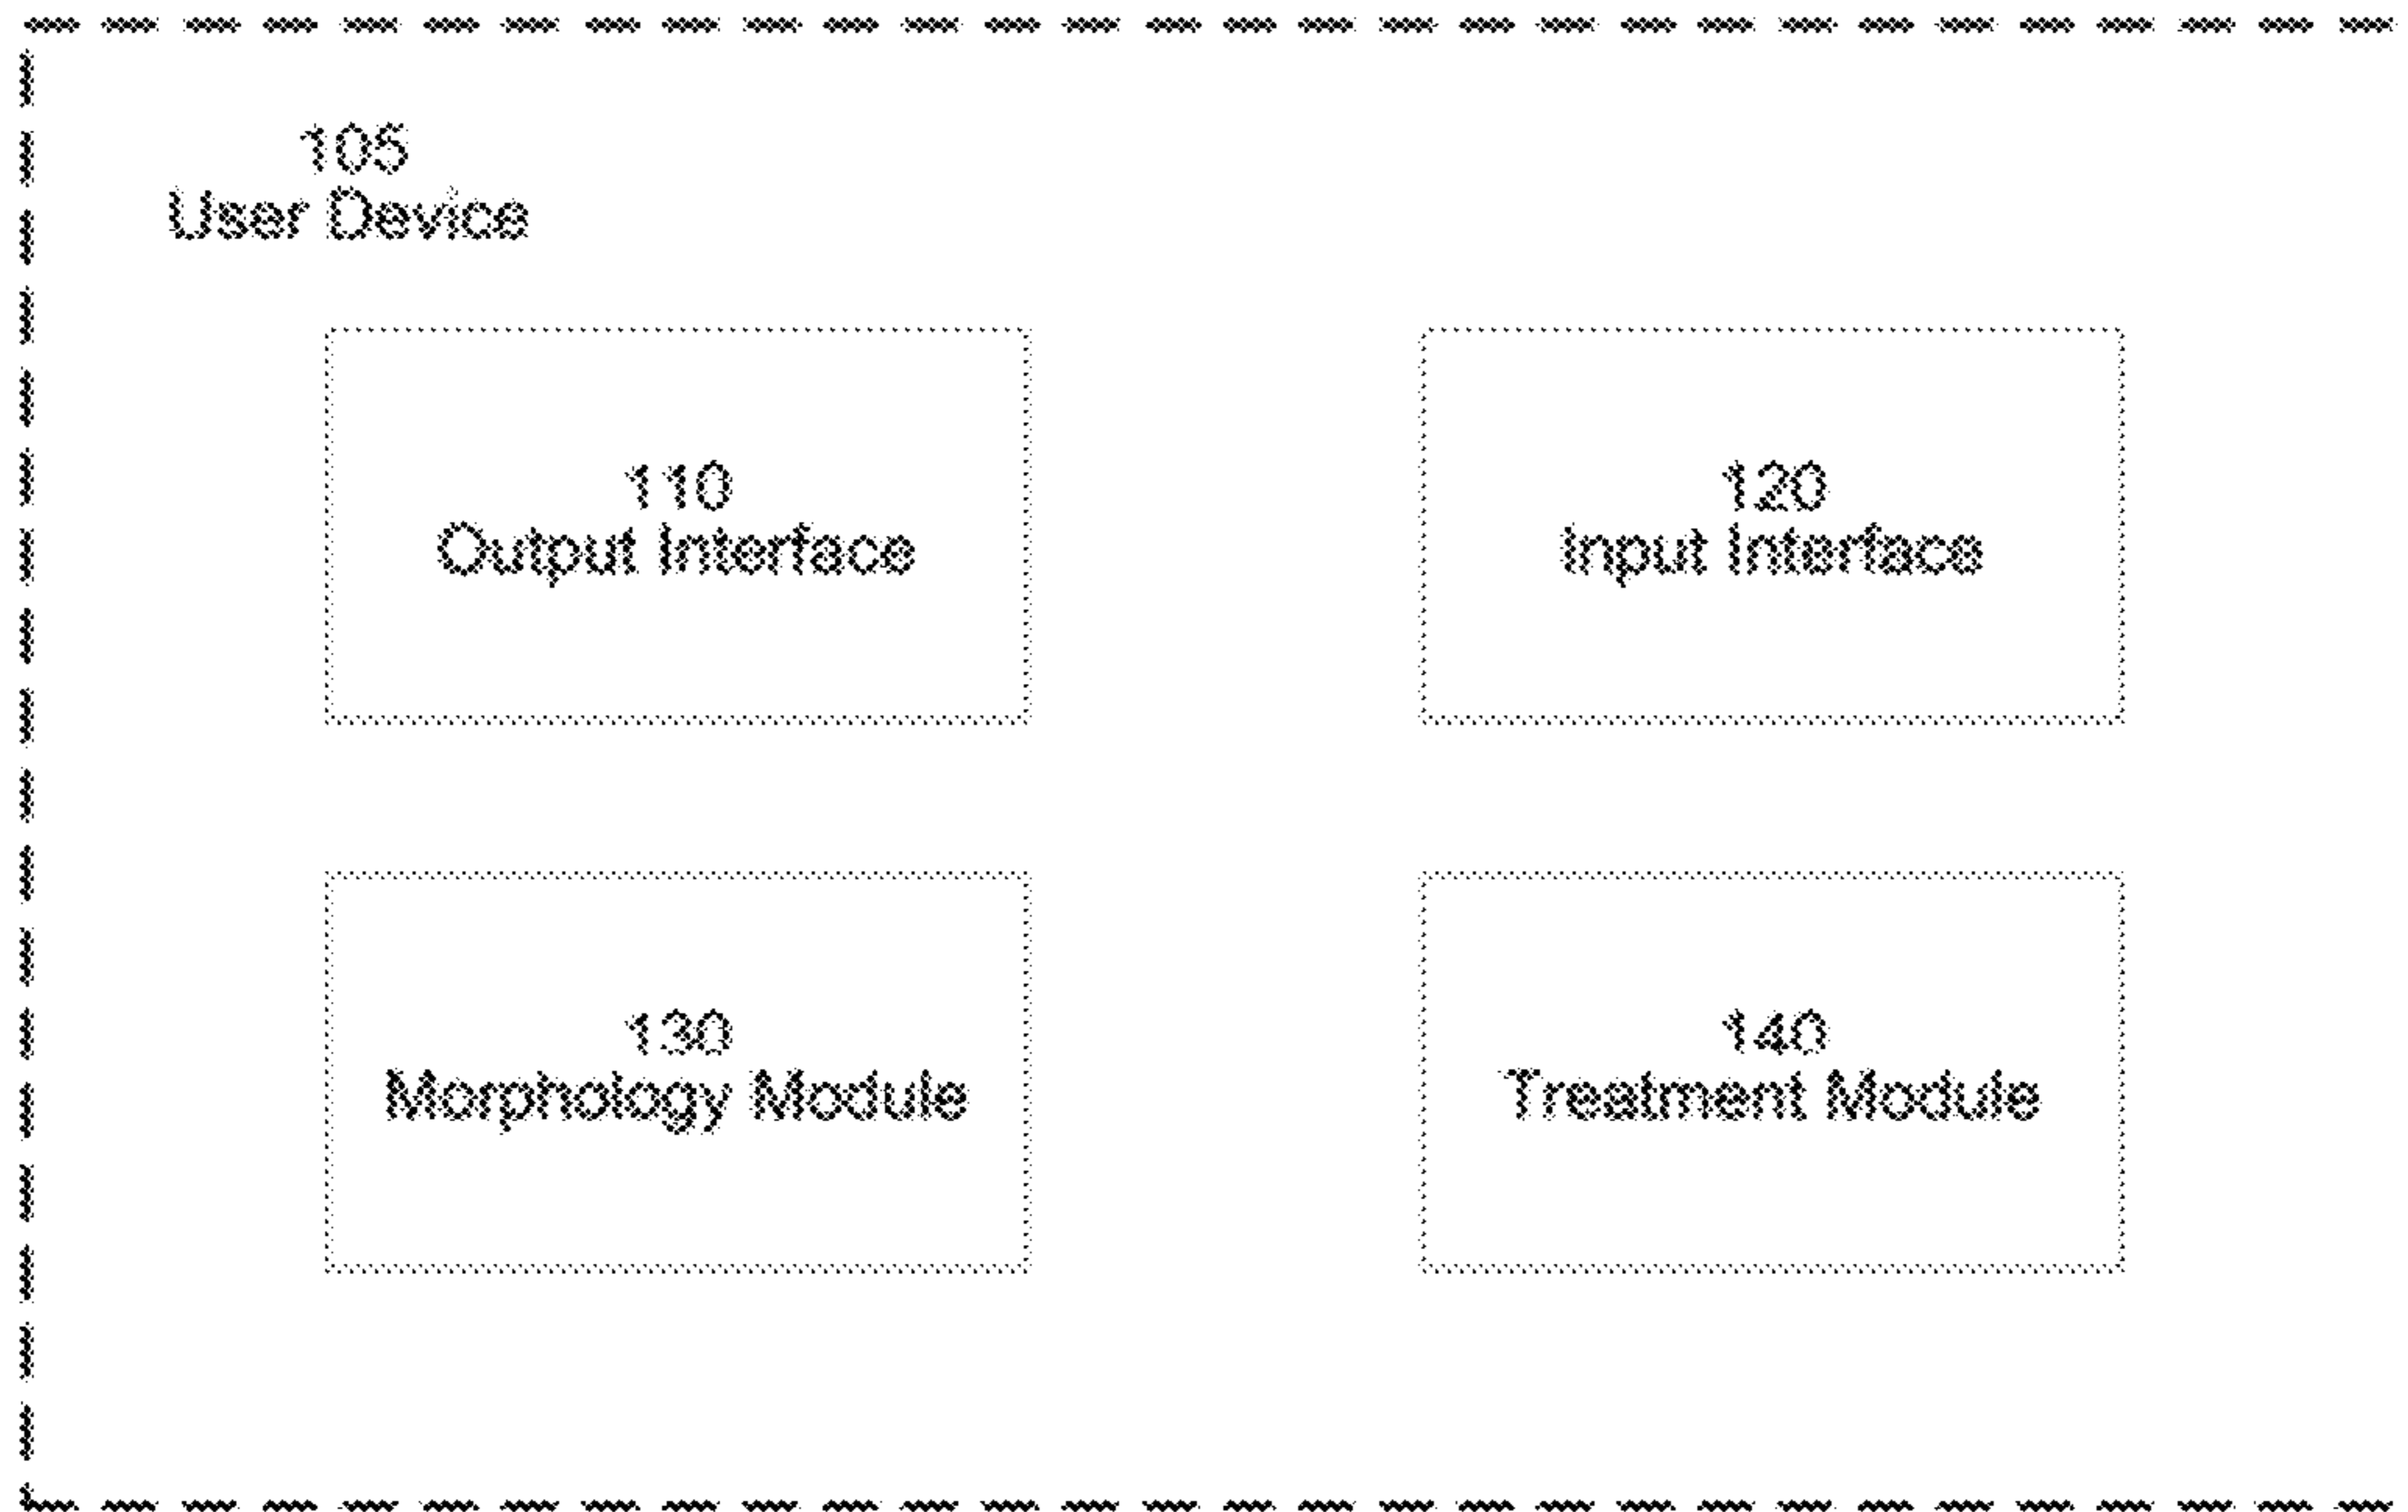 105
User Device
110
Output Interface
120
Input Interface
130
Morphology Module
140
Treatment Module